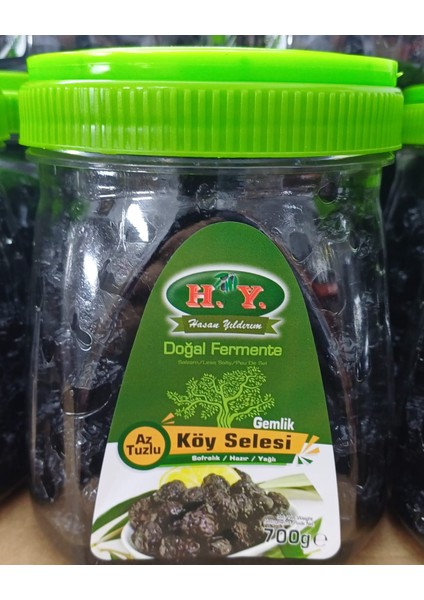 H.Y.
Hasan Yıldırım
Doğal Fermente
Gemlik
Az
Tuzlu
Köy Selesi
Sofralık / Hazır / Yağlı
700g e